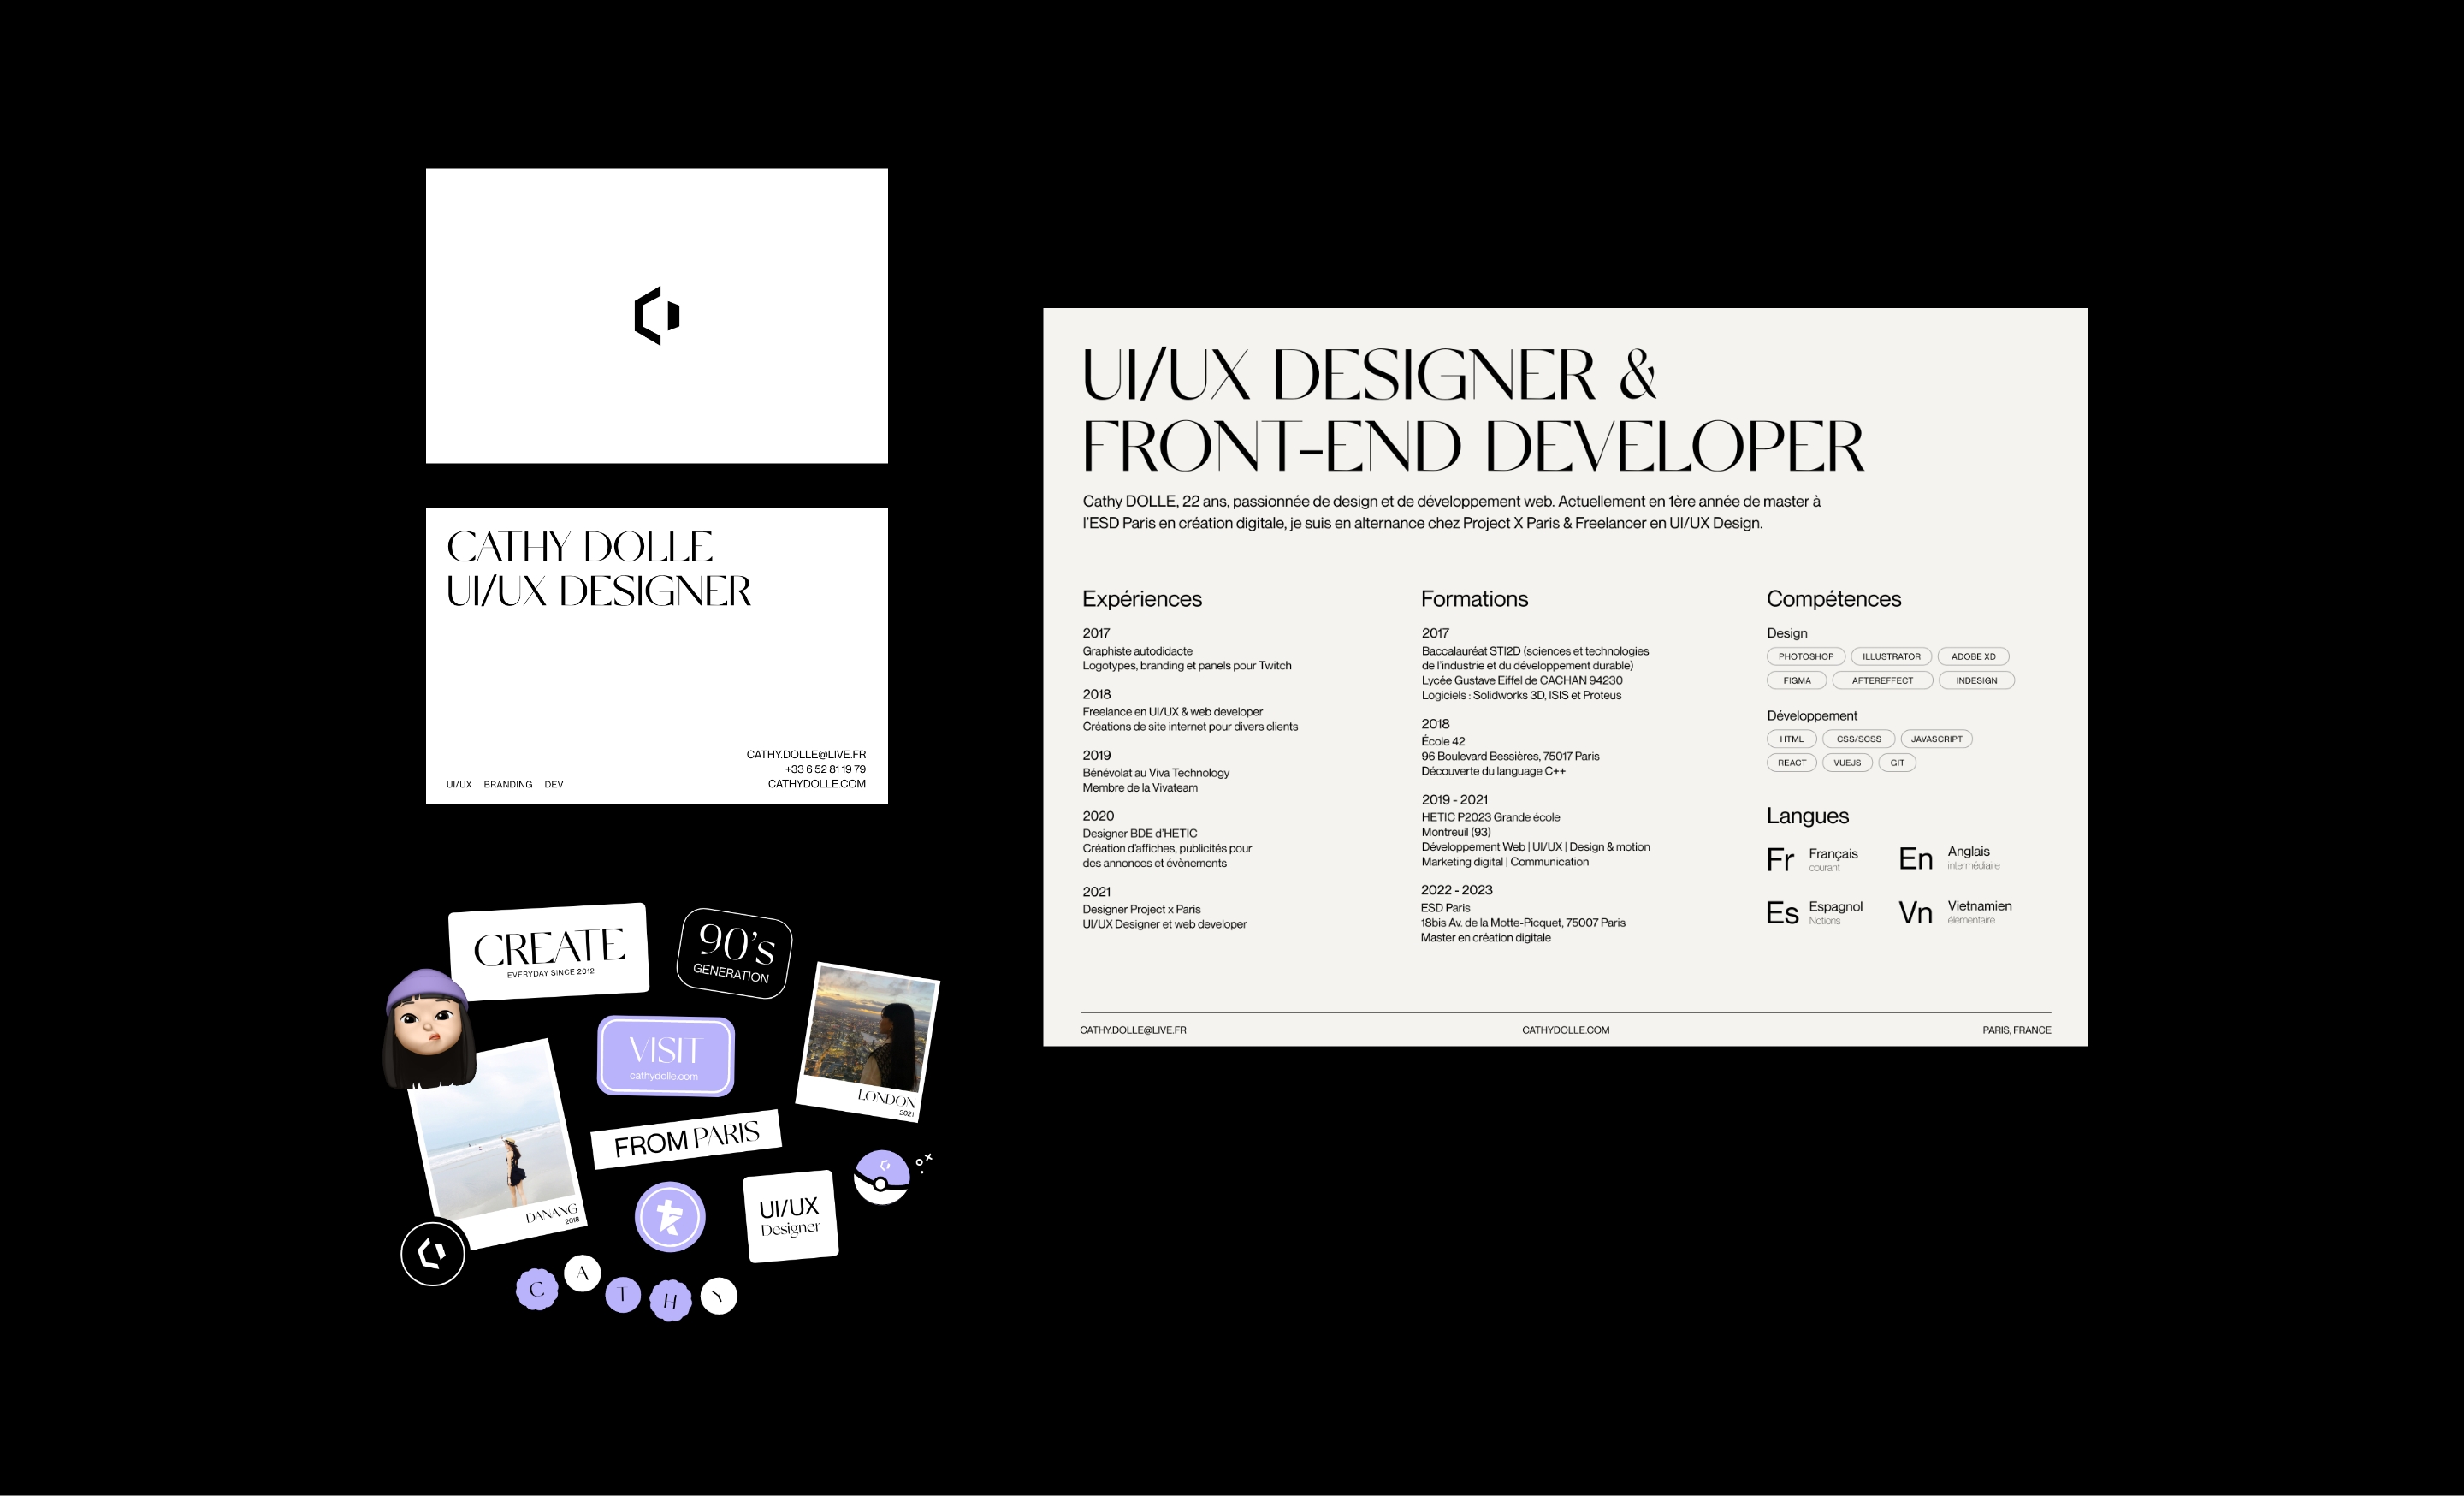 CATHY DOLLE
UI/UX DESIGNER
UI/UX BRANDING DEV
CATHY.DOLLE@LIVE.FR
+33 6 52 81 19 79
CATHYDOLLE.COM
CREATE
EVERYDAY SINCE 2012
90's
GENERATION
VISIT
cathydolle.com
LONDON
2021
FROM PARIS
DANANG
2018
UI/UX
Designer
C A T H Y
UI/UX DESIGNER &
FRONT-END DEVELOPER
Cathy DOLLE, 22 ans, passionnée de design et de développement web. Actuellement en 1ère année de master à
l'ESD Paris en création digitale, je suis en alternance chez Project X Paris & Freelancer en UI/UX Design.
Expériences
2017
Graphiste autodidacte
Logotypes, branding et panels pour Twitch
2018
Freelance en UI/UX & web developer
Créations de site internet pour divers clients
2019
Bénévolat au Viva Technology
Membre de la Vivateam
2020
Designer BDE d'HETIC
Création d'affiches, publicités pour
des annonces et évènements
2021
Designer Project x Paris
UI/UX Designer et web developer
Formations
2017
Baccalauréat STI2D (sciences et technologies
de l'industrie et du développement durable)
Lycée Gustave Eiffel de CACHAN 94230
Logiciels : Solidworks 3D, ISIS et Proteus
2018
École 42
96 Boulevard Bessières, 75017 Paris
Découverte du language C++
2019 - 2021
HETIC P2023 Grande école
Montreuil (93)
Développement Web | UI/UX | Design & motion
Marketing digital | Communication
2022 - 2023
ESD Paris
18bis Av. de la Motte-Picquet, 75007 Paris
Master en création digitale
Compétences
Design
PHOTOSHOP ILLUSTRATOR ADOBE XD
FIGMA AFTEREFFECT INDESIGN
Développement
HTML CSS/SCSS JAVASCRIPT
REACT VUEJS GIT
Langues
Fr Français
courant
En Anglais
intermédiaire
Es Espagnol
Notions
Vn Vietnamien
élémentaire
CATHY.DOLLE@LIVE.FR CATHYDOLLE.COM PARIS, FRANCE